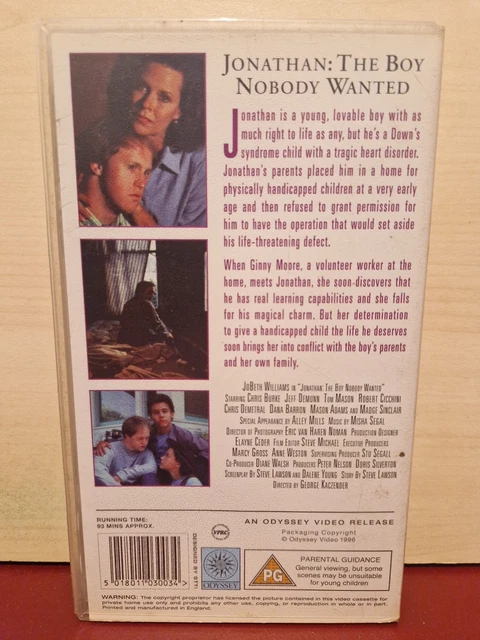 JONATHAN: THE BOY
NOBODY WANTED
Jonathan is a young, lovable boy with as
much right to life as any, but he's a Down's
syndrome child with a tragic heart disorder.
Jonathan's parents placed him in a home for
physically handicapped children at a very early
age and then refused to grant permission for
him to have the operation that would set aside
his life-threatening defect.
When Ginny Moore, a volunteer worker at the
home, meets Jonathan, she soon-discovers that
he has real learning capabilities and she falls
for his magical charm. But her determination
to give a handicapped child the life he deserves
soon brings her into conflict with the boy's parents
and her own family.
JOBETH WILLIAMS IN "JONATHAN: THE BOY NOBODY WANTED"
STARRING CHRIS BURKE JEFF DEMUNN TOM MASON ROBERT CICCHINI
CHRIS DEMETRAL DANA BARRON MASON ADAMS AND MADGE SINCLAIR
SPECIAL APPEARANCE BY ALLEY MILLS MUSIC BY MISHA SEGAL
DIRECTOR OF PHOTOGRAPHY ERIC VAN HAREN NOMAN PRODUCTION DESIGNER
ELAYNE CEDER FILM EDITOR STEVE MICHAEL EXECUTIVE PRODUCERS
MARCY GROSS ANNE WESTON SUPERVISING PRODUCER STU SEGALL
CO-PRODUCER DIANE WALSH PRODUCERS PETER NELSON DORIS SILVERTON
SCREENPLAY BY STEVE LAWSON AND DALENE YOUNG STORY BY STEVE LAWSON
DIRECTED BY GEORGE KACZENDER
RUNNING TIME:
93 MINS APPROX.
VPRC
AN ODYSSEY VIDEO RELEASE
Packaging Copyright
© Odyssey Video 1996
5 018011 030034 >
DESIGNED BY
ODYSSEY
PG
PARENTAL GUIDANCE
General viewing, but some
scenes may be unsuitable
for young children
WARNING: The copyright proprietor has licensed the picture contained in this video cassette for
private home use only and prohibits any other use, copying, or reproduction in whole or in part.
Printed and Manufactured in England.